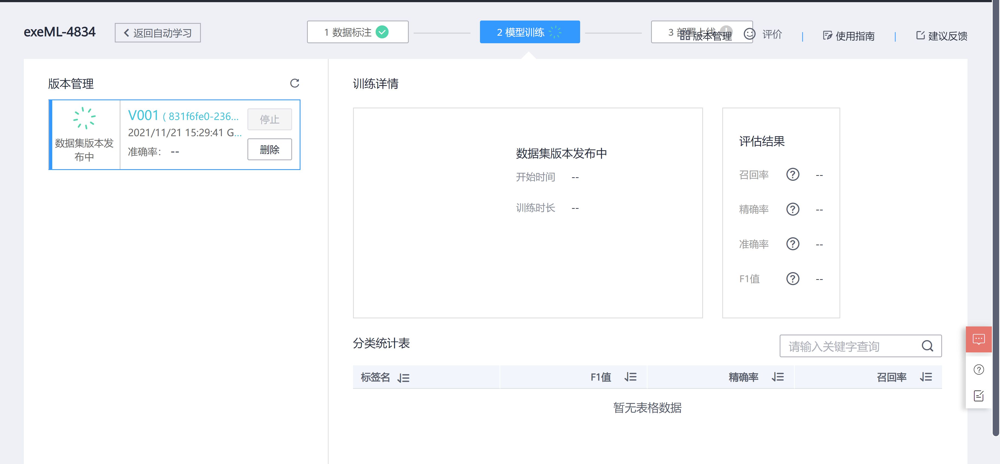 exeML-4834
返回自动学习
1 数据标注
2 模型训练
3 部署上线
版本管理
评价
使用指南
建议反馈
版本管理
数据集版本发布中
V001 ( 831f6fe0-236...
2021/11/21 15:29:41 G...
准确率： --
停止
删除
训练详情
数据集版本发布中
开始时间 --
训练时长 --
评估结果
召回率 --
精确率 --
准确率 --
F1值 --
分类统计表
请输入关键字查询
标签名 F1值 精确率 召回率
暂无表格数据